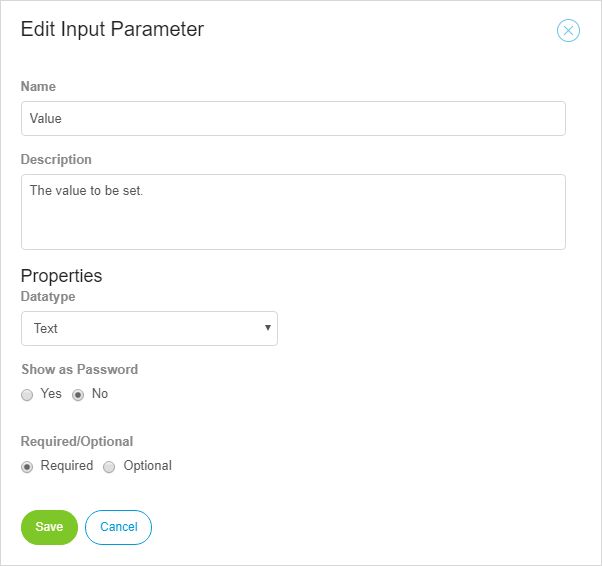 Edit Input Parameter
Name
Value
Description
The value to be set.
Properties
Datatype
Text
Show as Password
Yes No
Required/Optional
Required Optional
Save Cancel